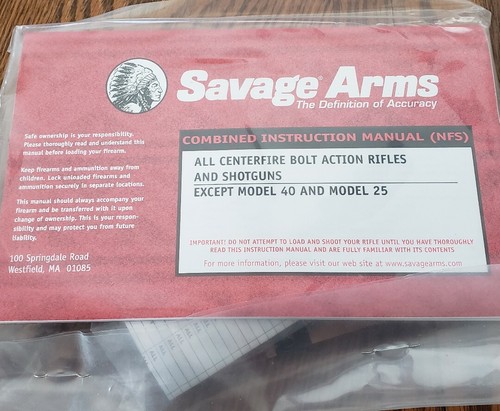 Savage Arms
The Definition of Accuracy
Safe ownership is your responsibility.
Please thoroughly read and understand this
manual before loading your firearm.
Keep firearms and ammunition away from
children. Lock unloaded firearms and
ammunition securely in separate locations.
This manual should always accompany your
firearm and be transferred with it upon
change of ownership. This is your respon-
sibility and may protect you from future
liability.
100 Springdale Road
Westfield, MA 01085
COMBINED INSTRUCTION MANUAL (NFS)
ALL CENTERFIRE BOLT ACTION RIFLES
AND SHOTGUNS
EXCEPT MODEL 40 AND MODEL 25
IMPORTANT: DO NOT ATTEMPT TO LOAD AND SHOOT YOUR RIFLE UNTIL YOU HAVE THOROUGHLY
READ THIS INSTRUCTION MANUAL AND ARE FULLY FAMILIAR WITH ITS CONTENTS
For more information, please visit our web site at www.savagearms.com